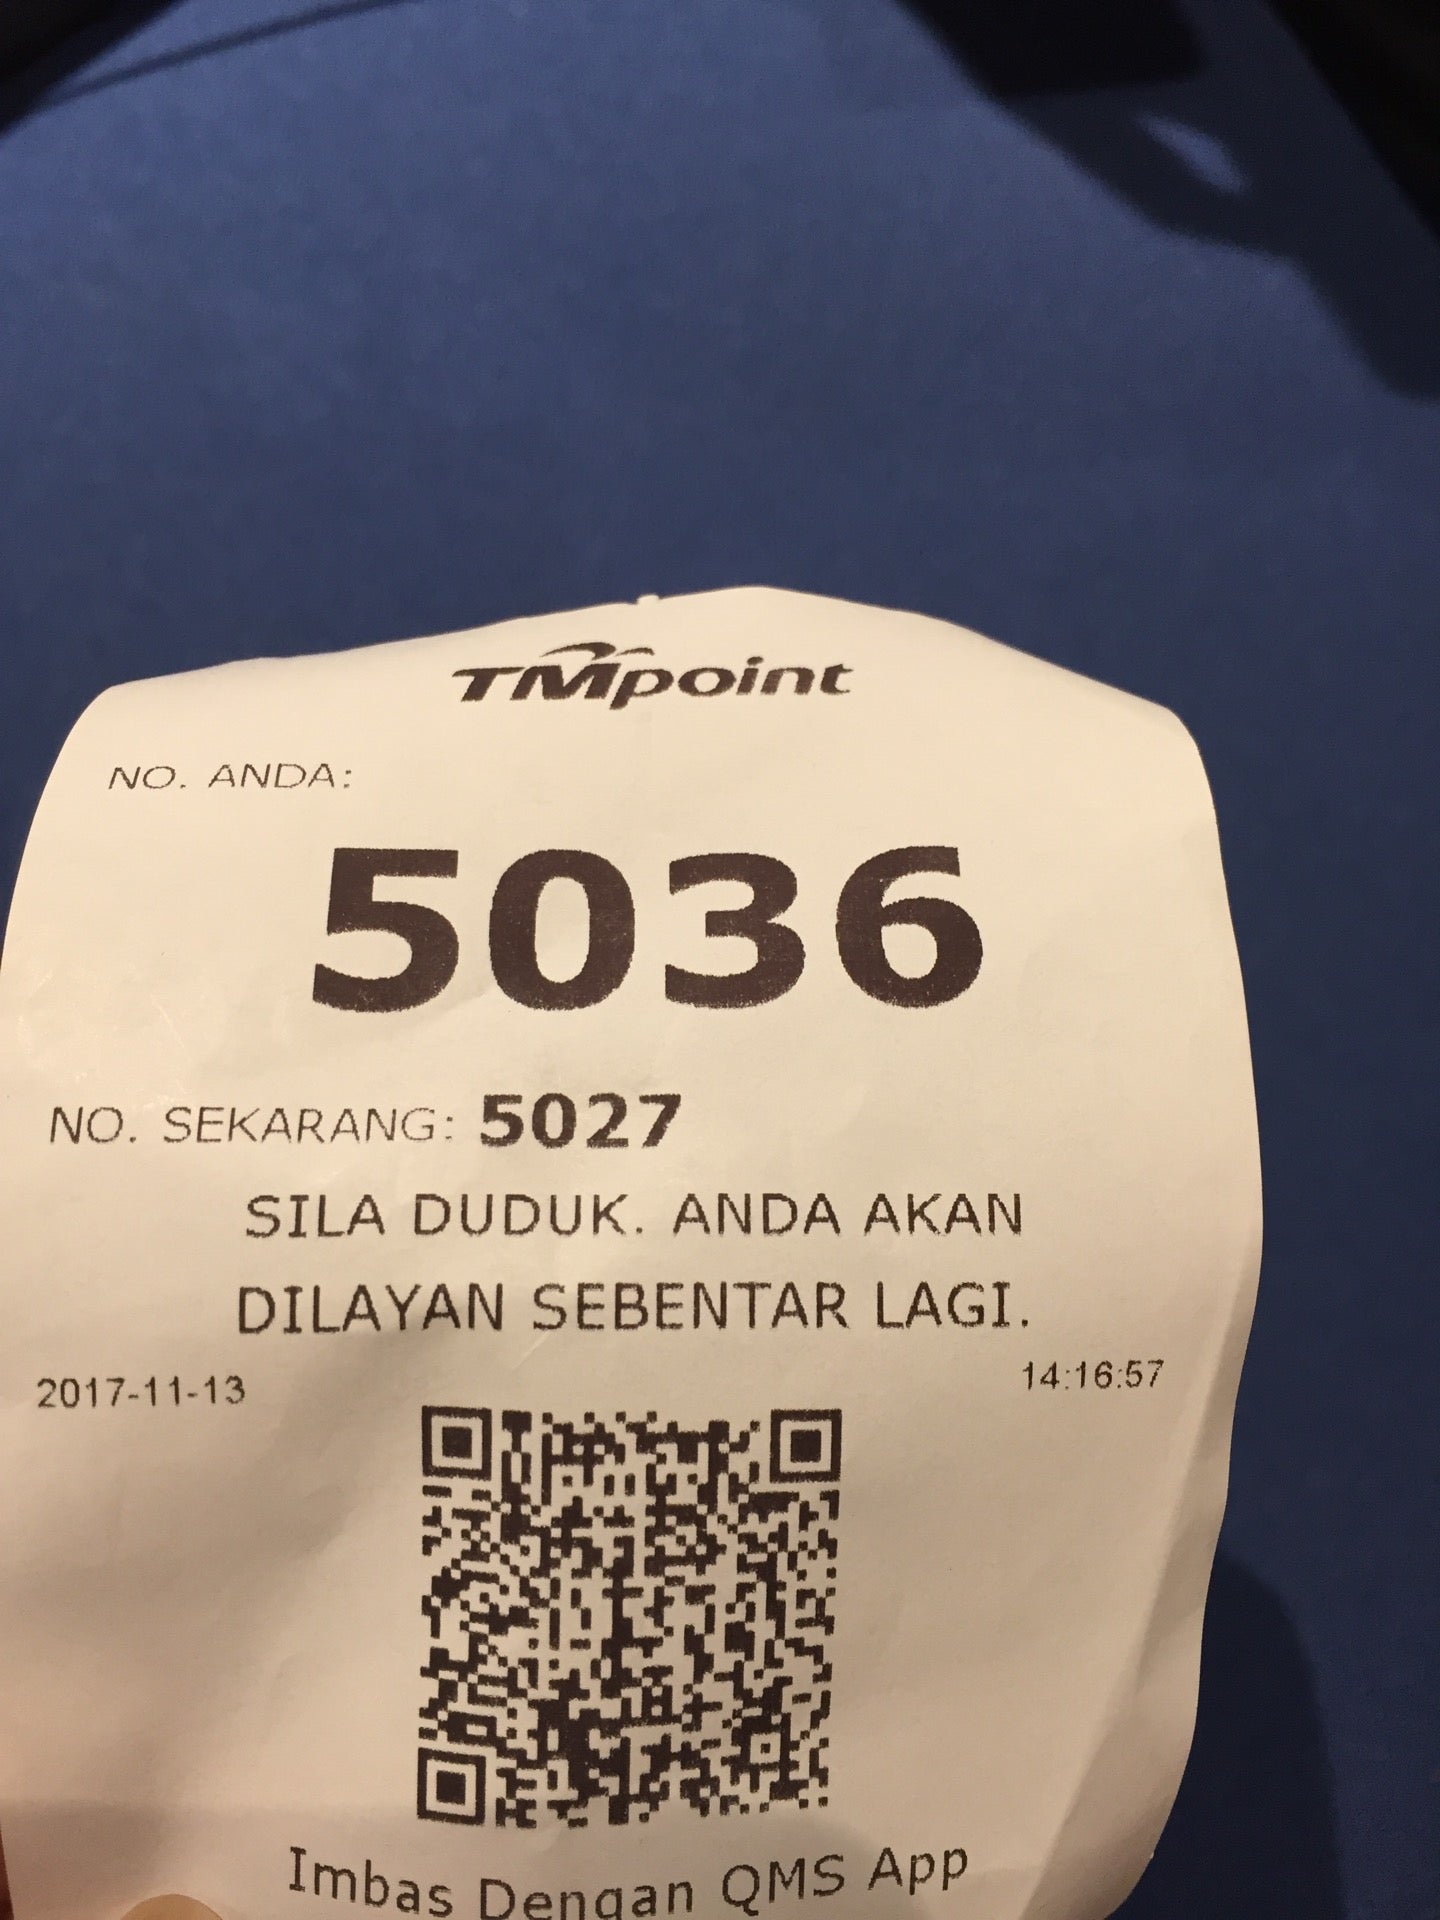 TMpoint
NO. ANDA:
5036
NO. SEKARANG: 5027
SILA DUDUK. ANDA AKAN
DILAYAN SEBENTAR LAGI.
2017-11-13 14:16:57
Imbas Dengan QMS App